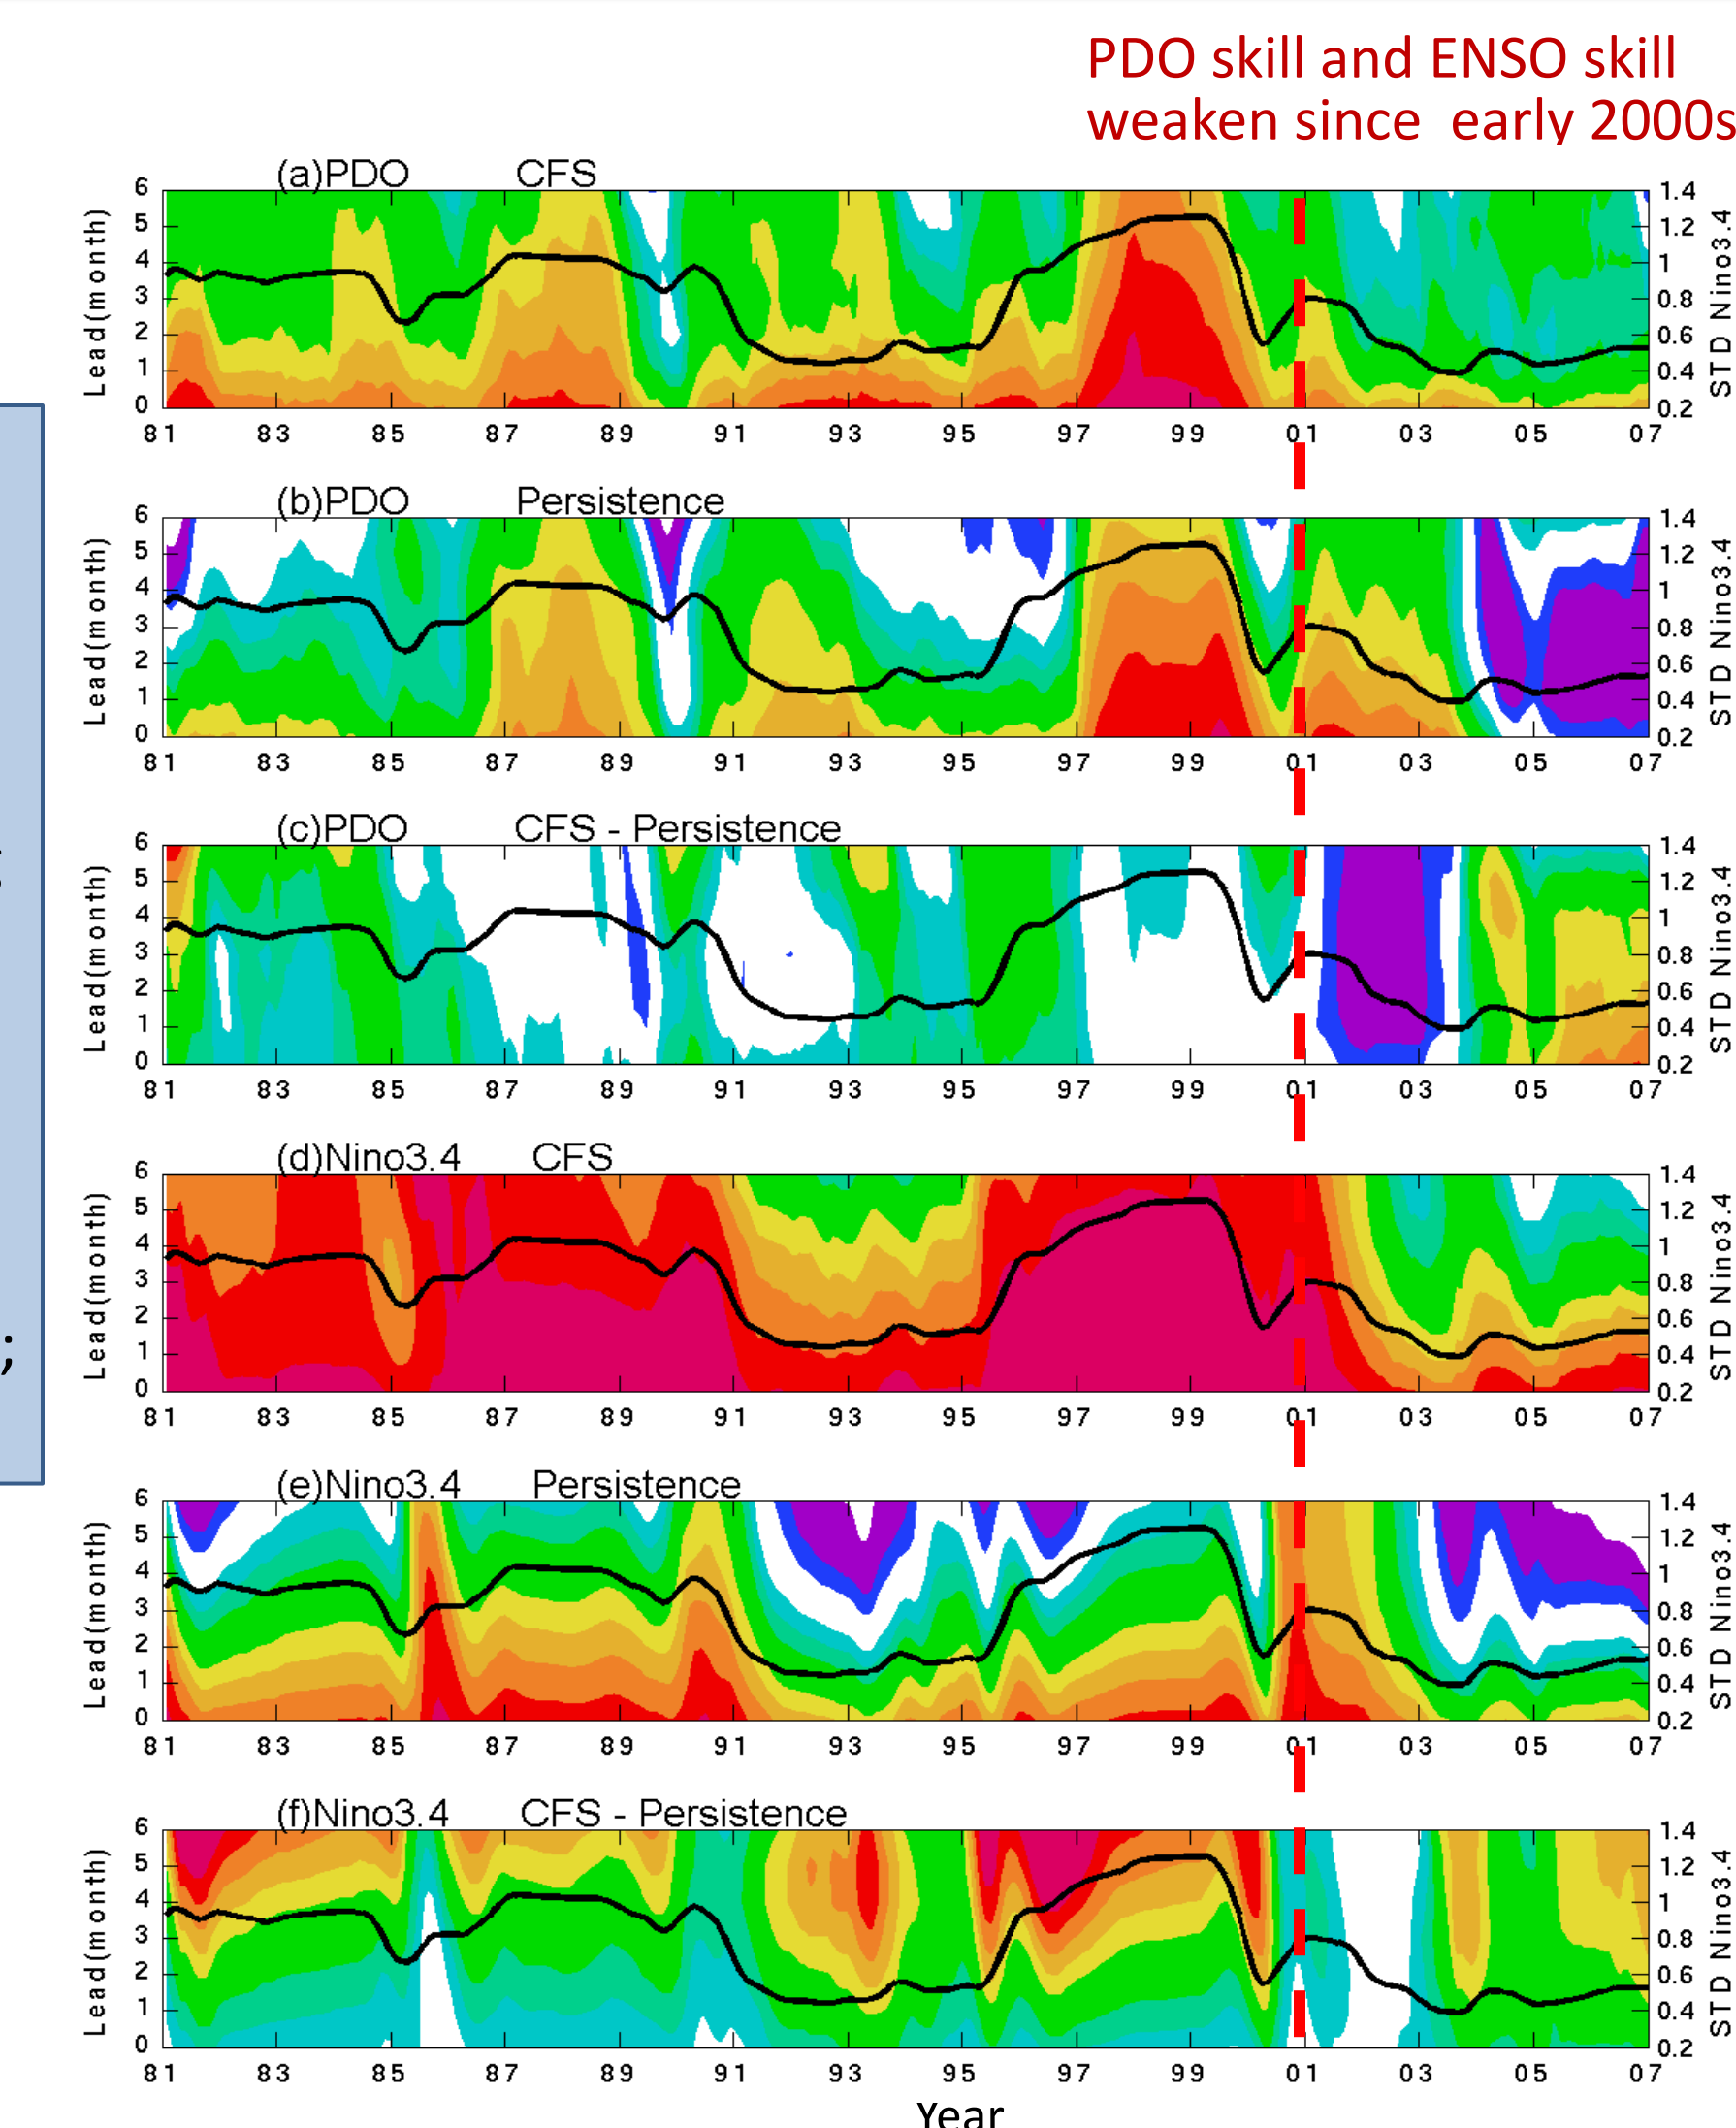 PDO skill and ENSO skill
weaken since early 2000s
(a)PDO CFS
6 5 4 3 2 1 0
Lead(month)
1.4 1.2 1 0.8 0.6 0.4 0.2
STD Nino3.4
81 83 85 87 89 91 93 95 97 99 01 03 05 07
(b)PDO Persistence
6 5 4 3 2 1 0
Lead(month)
1.4 1.2 1 0.8 0.6 0.4 0.2
STD Nino3.4
81 83 85 87 89 91 93 95 97 99 01 03 05 07
(c)PDO CFS - Persistence
6 5 4 3 2 1 0
Lead(month)
1.4 1.2 1 0.8 0.6 0.4 0.2
STD Nino3.4
81 83 85 87 89 91 93 95 97 99 01 03 05 07
(d)Nino3.4 CFS
6 5 4 3 2 1 0
Lead(month)
1.4 1.2 1 0.8 0.6 0.4 0.2
STD Nino3.4
;
81 83 85 87 89 91 93 95 97 99 01 03 05 07
(e)Nino3.4 Persistence
6 5 4 3 2 1 0
Lead(month)
1.4 1.2 1 0.8 0.6 0.4 0.2
STD Nino3.4
81 83 85 87 89 91 93 95 97 99 01 03 05 07
(f)Nino3.4 CFS - Persistence
6 5 4 3 2 1 0
Lead(month)
1.4 1.2 1 0.8 0.6 0.4 0.2
STD Nino3.4
81 83 85 87 89 91 93 95 97 99 01 03 05 07
Year